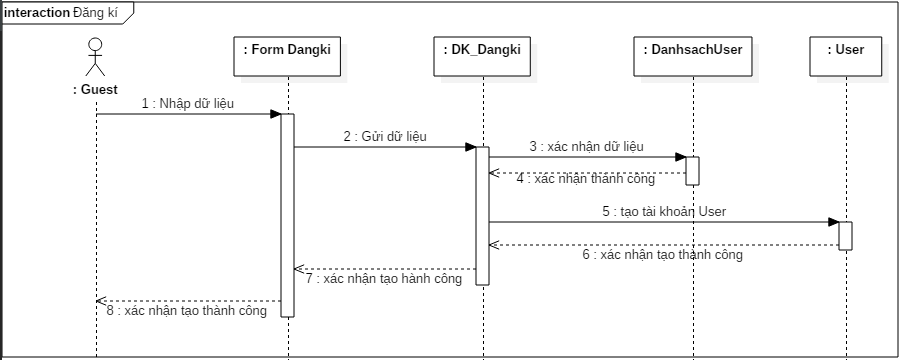 interaction Đăng kí
: Guest
: Form Dangki
: DK_Dangki
: DanhsachUser
: User
1 : Nhập dữ liệu
2 : Gửi dữ liệu
3 : xác nhận dữ liệu
4 : xác nhận thành công
5 : tạo tài khoản User
6 : xác nhận tạo thành công
7 : xác nhận tạo hành công
8 : xác nhận tạo thành công